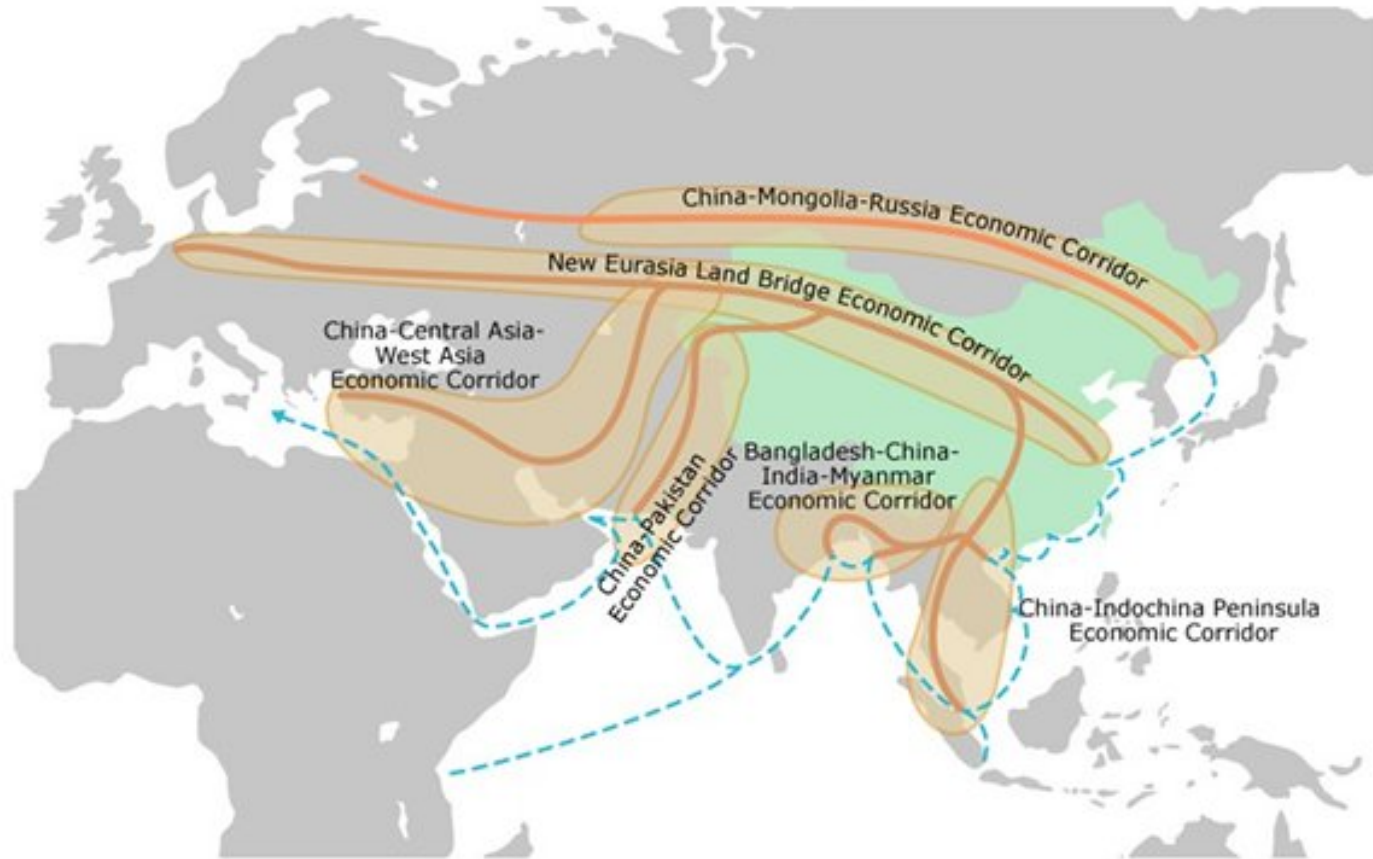 China-Mongolia-Russia Economic Corridor
New Eurasia Land Bridge Economic Corridor
China-Central Asia-
West Asia
Economic Corridor
China-Pakistan
Economic Corridor
Bangladesh-China-
India-Myanmar
Economic Corridor
China-Indochina Peninsula
Economic Corridor